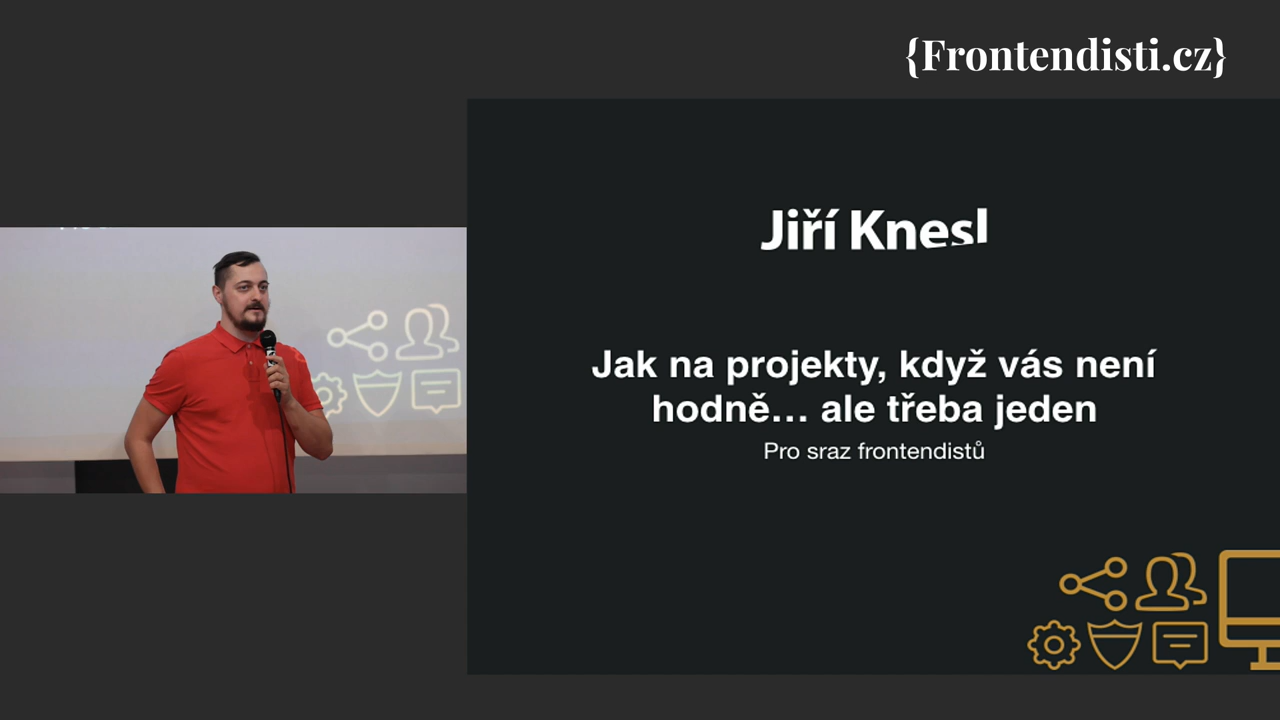 {Frontendisti.cz}
Jiří Knesl
Jak na projekty, když vás není
hodně... ale třeba jeden
Pro sraz frontendistů